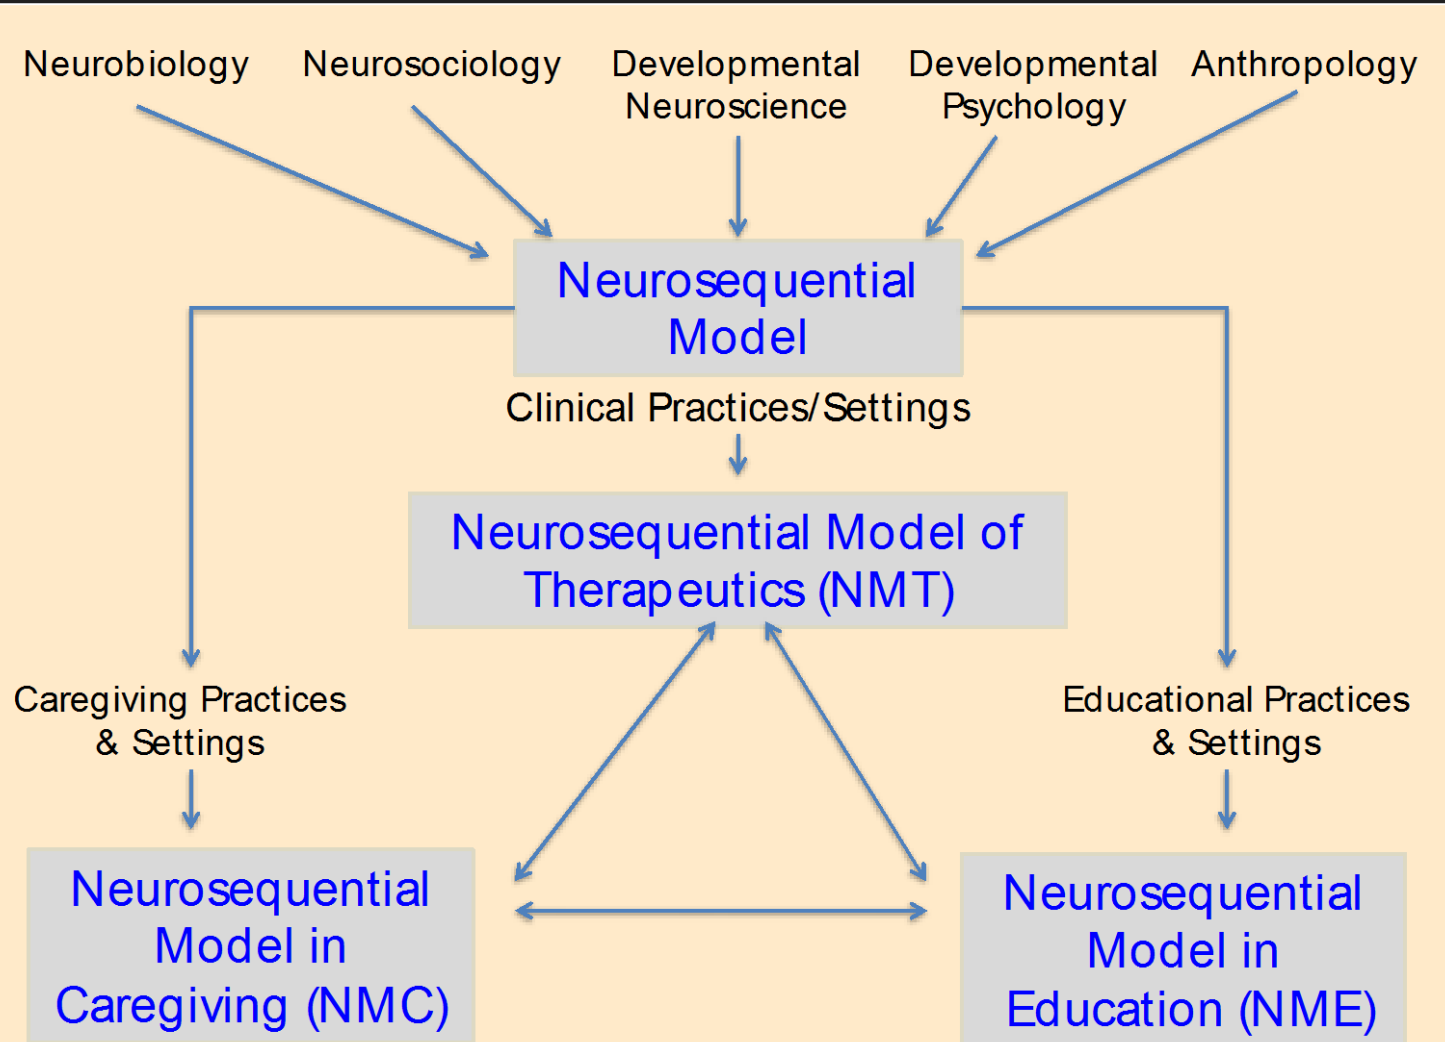 Neurobiology
Neurosociology
Developmental
Neuroscience
Developmental
Psychology
Anthropology
Neurosequential
Model
Clinical Practices/Settings
Neurosequential Model of
Therapeutics (NMT)
Caregiving Practices
& Settings
Educational Practices
& Settings
Neurosequential
Model in
Caregiving (NMC)
Neurosequential
Model in
Education (NME)